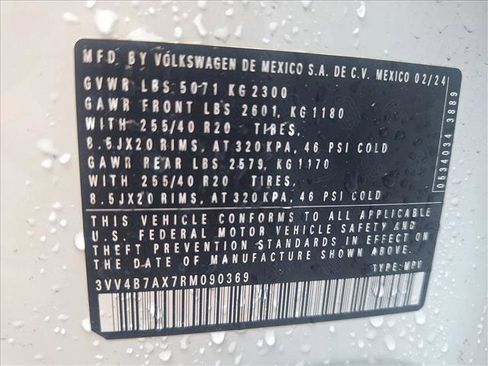 MFD. BY VOLKSWAGEN DE MEXICO S.A. DE C.V. MEXICO 02/24
GVWR LBS 5071 KG 2300
GAWR FRONT LBS 2601, KG 1180
WITH 255/40 R20 TIRES,
8.5JX20 RIMS, AT 320 KPA, 46 PSI COLD
GAWR REAR LBS 2579, KG 1170
WITH 255/40 R20 TIRES,
8.5JX20 RIMS, AT 320 KPA, 46 PSI COLD
THIS VEHICLE CONFORMS TO ALL APPLICABLE
U.S. FEDERAL MOTOR VEHICLE SAFETY AND
THEFT PREVENTION STANDARDS IN EFFECT ON
THE DATE OF MANUFACTURE SHOWN ABOVE.
3VV4B7AX7RM090369 TYPE: MPV
0534034 3889